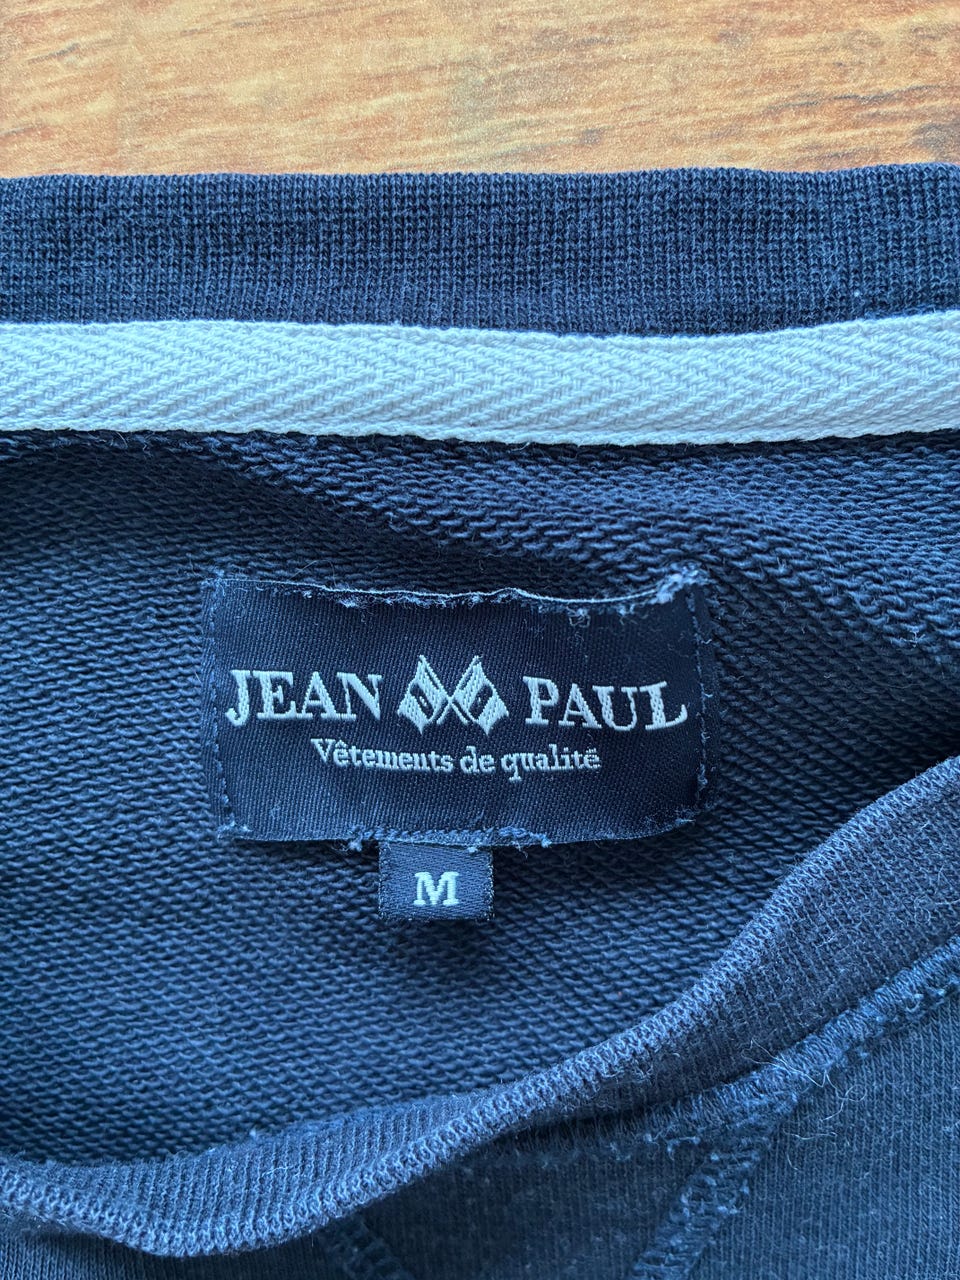 JEAN PAUL
Vêtements de qualité
M